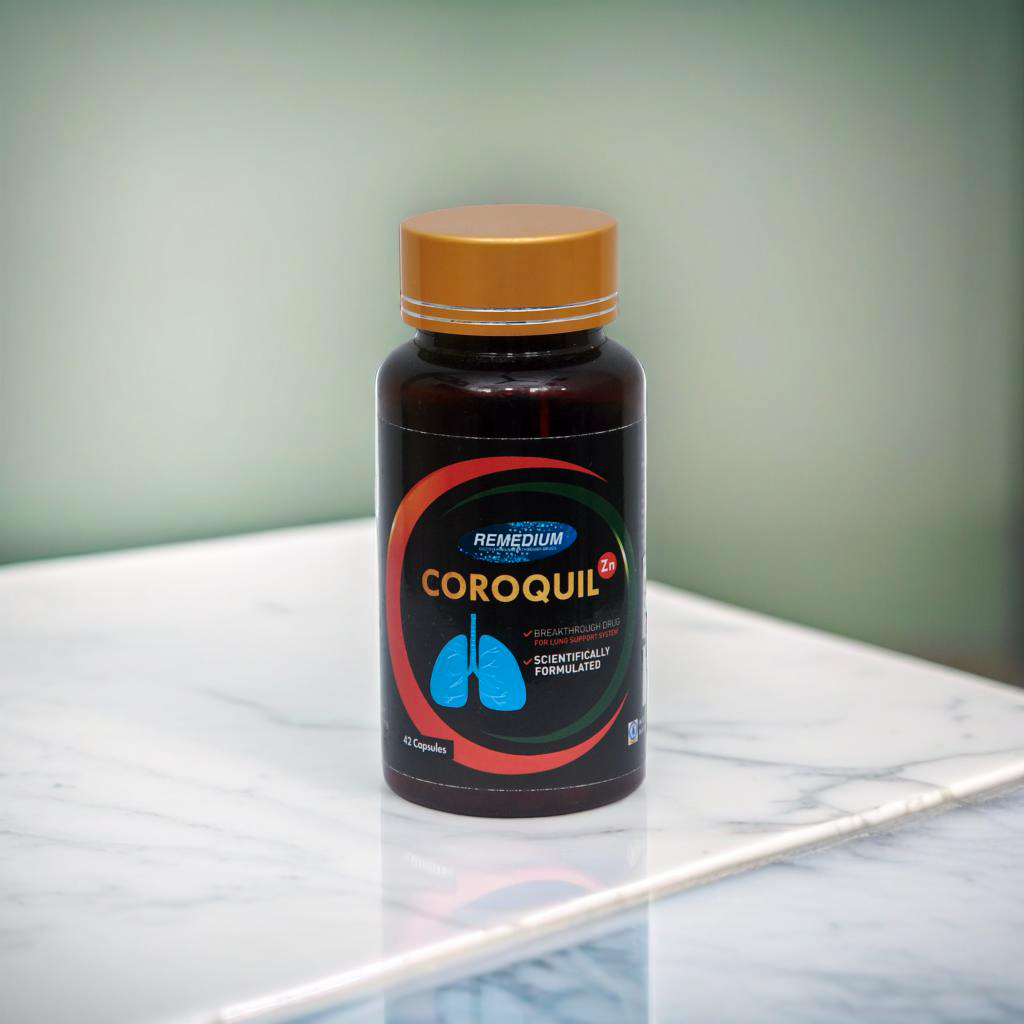 REMEDIUM
COROQUIL Zn
BREAKTHROUGH DRUG
FOR LUNG SUPPORT SYSTEM
SCIENTIFICALLY
FORMULATED
42 Capsules